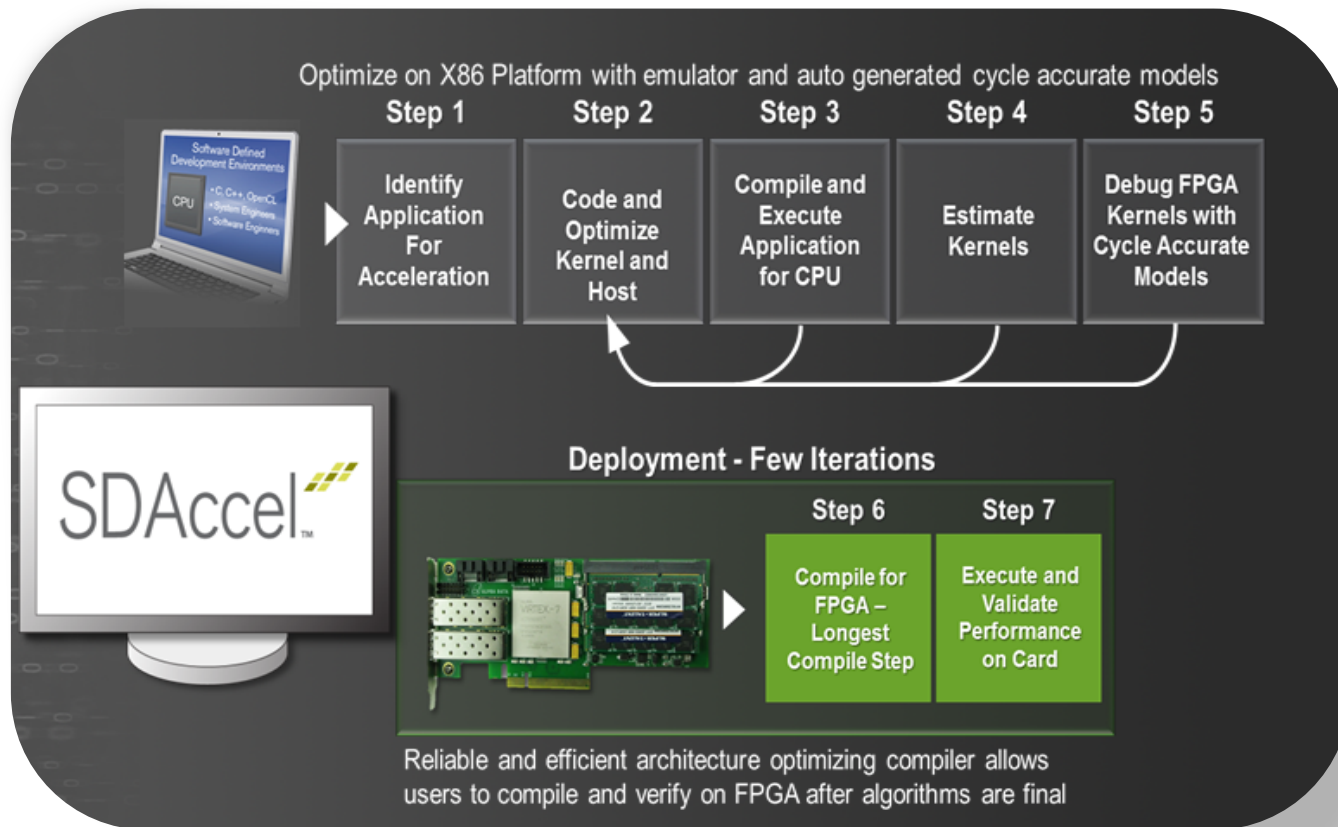 Optimize on X86 Platform with emulator and auto generated cycle accurate models
Step 1
Step 2
Step 3
Step 4
Step 5
Software Defined
Development Environments
CPU
• C, C++, OpenCL
• System Engineers
• Software Enginners
Identify
Application
For
Acceleration
Code and
Optimize
Kernel and
Host
Compile and
Execute
Application
for CPU
Estimate
Kernels
Debug FPGA
Kernels with
Cycle Accurate
Models
SDAccel™
Deployment - Few Iterations
Step 6
Step 7
VIRTEX-7
Compile for
FPGA –
Longest
Compile Step
Execute and
Validate
Performance
on Card
Reliable and efficient architecture optimizing compiler allows
users to compile and verify on FPGA after algorithms are final